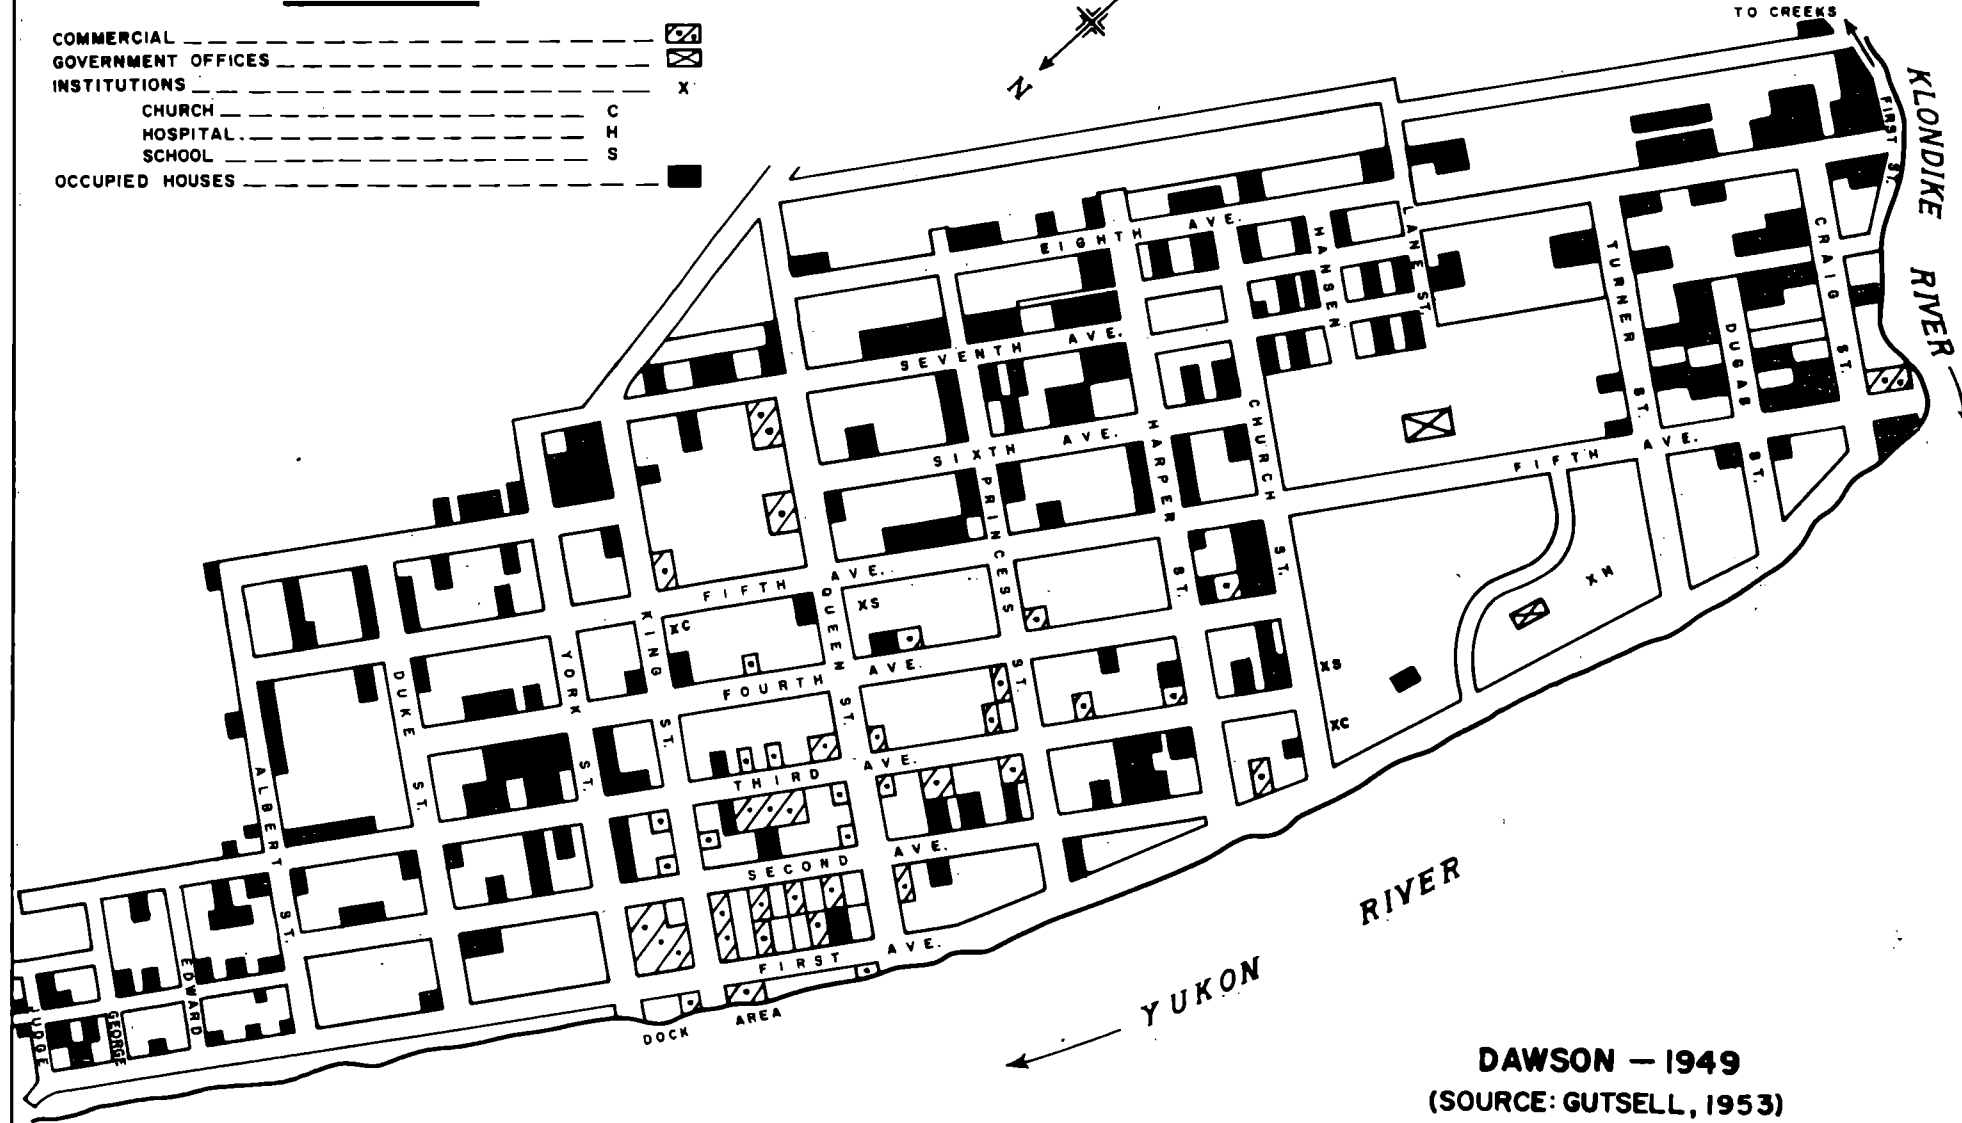 COMMERCIAL
GOVERNMENT OFFICES
INSTITUTIONS X
CHURCH C
HOSPITAL H
SCHOOL S
OCCUPIED HOUSES
N
TO CREEKS
KLONDIKE RIVER
FIRST ST.
EIGHTH AVE.
SEVENTH AVE.
SIXTH AVE.
FIFTH AVE.
FIFTH AVE.
FOURTH AVE.
THIRD AVE.
SECOND AVE.
FIRST AVE.
HANSEN
LANE ST.
TURNER ST.
CRAIG ST.
DUGAS ST.
CHURCH ST.
HARPER ST.
PRINCESS ST.
QUEEN ST.
KING ST.
YORK ST.
DUKE ST.
ALBERT ST.
EDWARD
GEORGE
JUDGE
XS
XC
XH
XS
XC
DOCK AREA
YUKON RIVER
DAWSON — 1949
(SOURCE: GUTSELL, 1953)